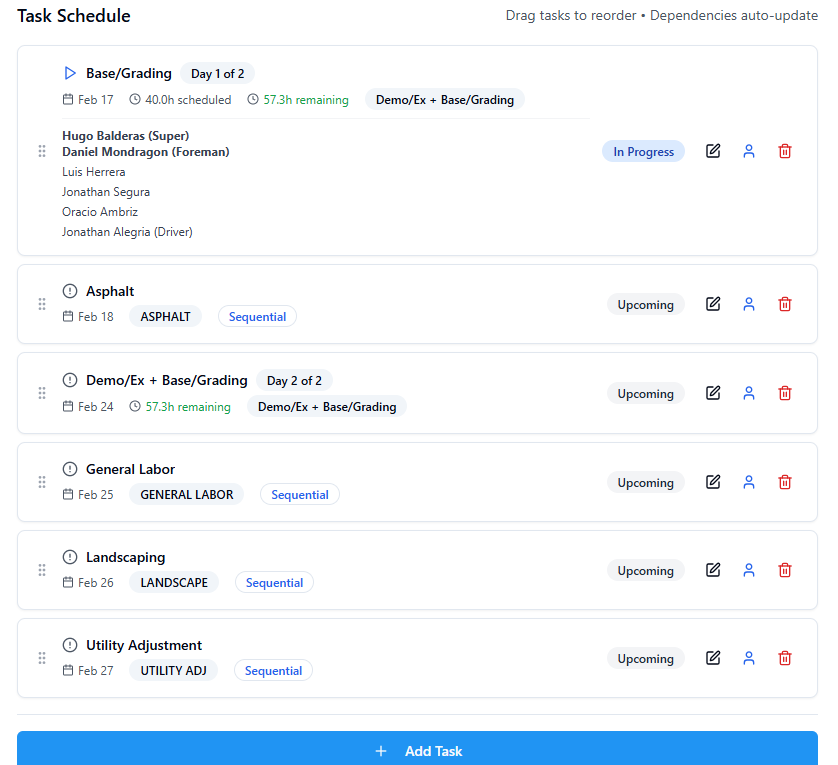 Task Schedule
Drag tasks to reorder • Dependencies auto-update
Base/Grading Day 1 of 2
Feb 17 40.0h scheduled 57.3h remaining Demo/Ex + Base/Grading
Hugo Balderas (Super)
Daniel Mondragon (Foreman)
Luis Herrera
Jonathan Segura
Oracio Ambriz
Jonathan Alegria (Driver)
In Progress
Asphalt
Feb 18 ASPHALT Sequential
Upcoming
Demo/Ex + Base/Grading Day 2 of 2
Feb 24 57.3h remaining Demo/Ex + Base/Grading
Upcoming
General Labor
Feb 25 GENERAL LABOR Sequential
Upcoming
Landscaping
Feb 26 LANDSCAPE Sequential
Upcoming
Utility Adjustment
Feb 27 UTILITY ADJ Sequential
Upcoming
+ Add Task